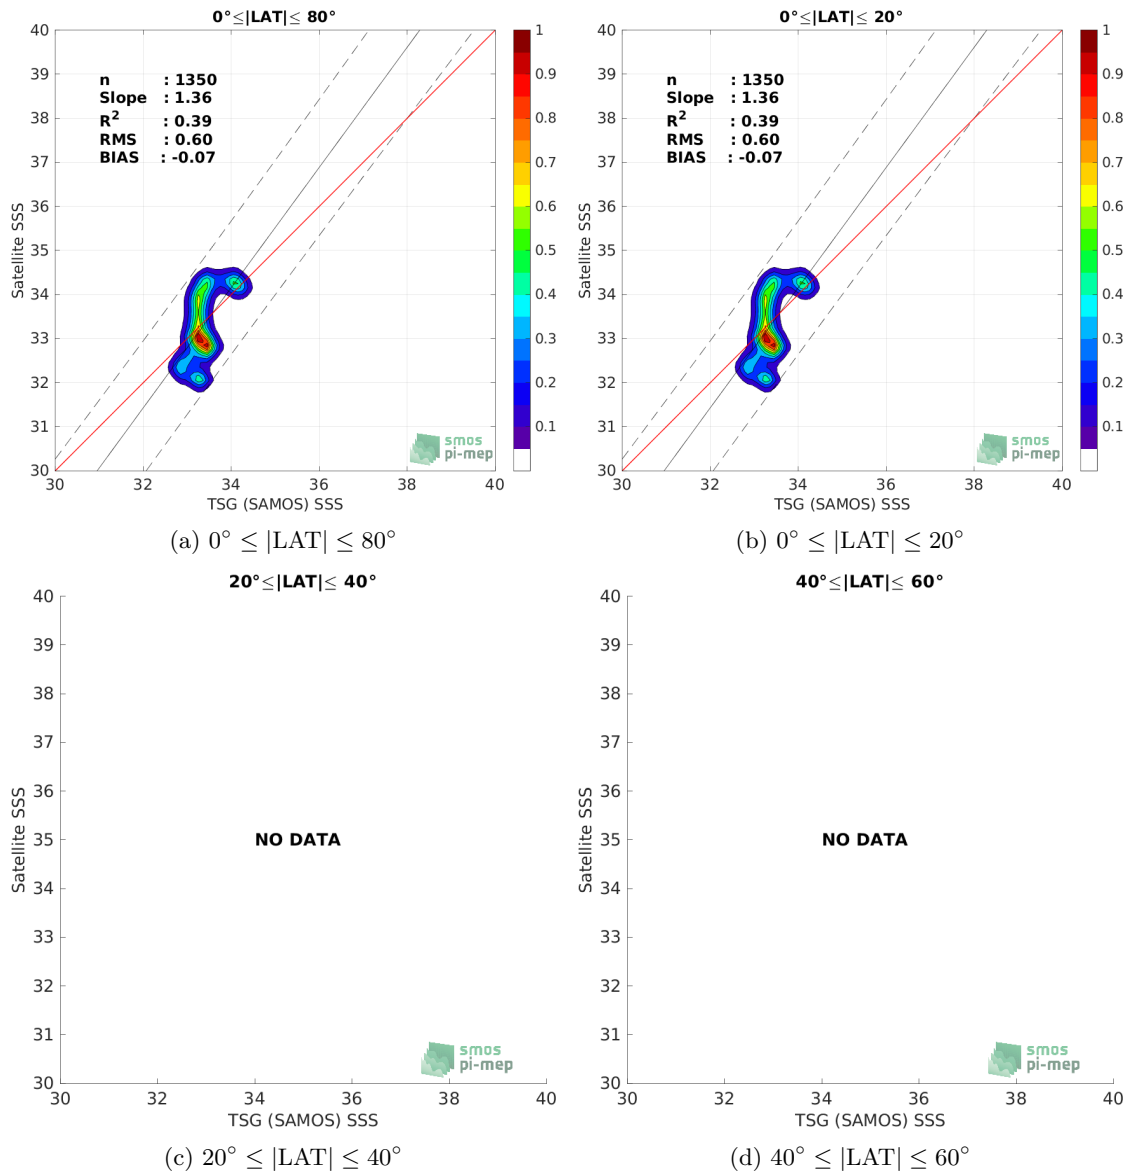 0°≤|LAT|≤ 80°
40
39
38
37
36
35
34
33
32
31
30
Satellite SSS
n : 1350
Slope : 1.36
R² : 0.39
RMS : 0.60
BIAS : -0.07
smos
pi-mep
30 32 34 36 38 40
TSG (SAMOS) SSS
1
0.9
0.8
0.7
0.6
0.5
0.4
0.3
0.2
0.1
(a) 0° ≤ |LAT| ≤ 80°
0°≤|LAT|≤ 20°
40
39
38
37
36
35
34
33
32
31
30
Satellite SSS
n : 1350
Slope : 1.36
R² : 0.39
RMS : 0.60
BIAS : -0.07
smos
pi-mep
30 32 34 36 38 40
TSG (SAMOS) SSS
1
0.9
0.8
0.7
0.6
0.5
0.4
0.3
0.2
0.1
(b) 0° ≤ |LAT| ≤ 20°
20°≤|LAT|≤ 40°
40
39
38
37
36
35
34
33
32
31
30
Satellite SSS
NO DATA
smos
pi-mep
30 32 34 36 38 40
TSG (SAMOS) SSS
(c) 20° ≤ |LAT| ≤ 40°
40°≤|LAT|≤ 60°
40
39
38
37
36
35
34
33
32
31
30
Satellite SSS
NO DATA
smos
pi-mep
30 32 34 36 38 40
TSG (SAMOS) SSS
(d) 40° ≤ |LAT| ≤ 60°